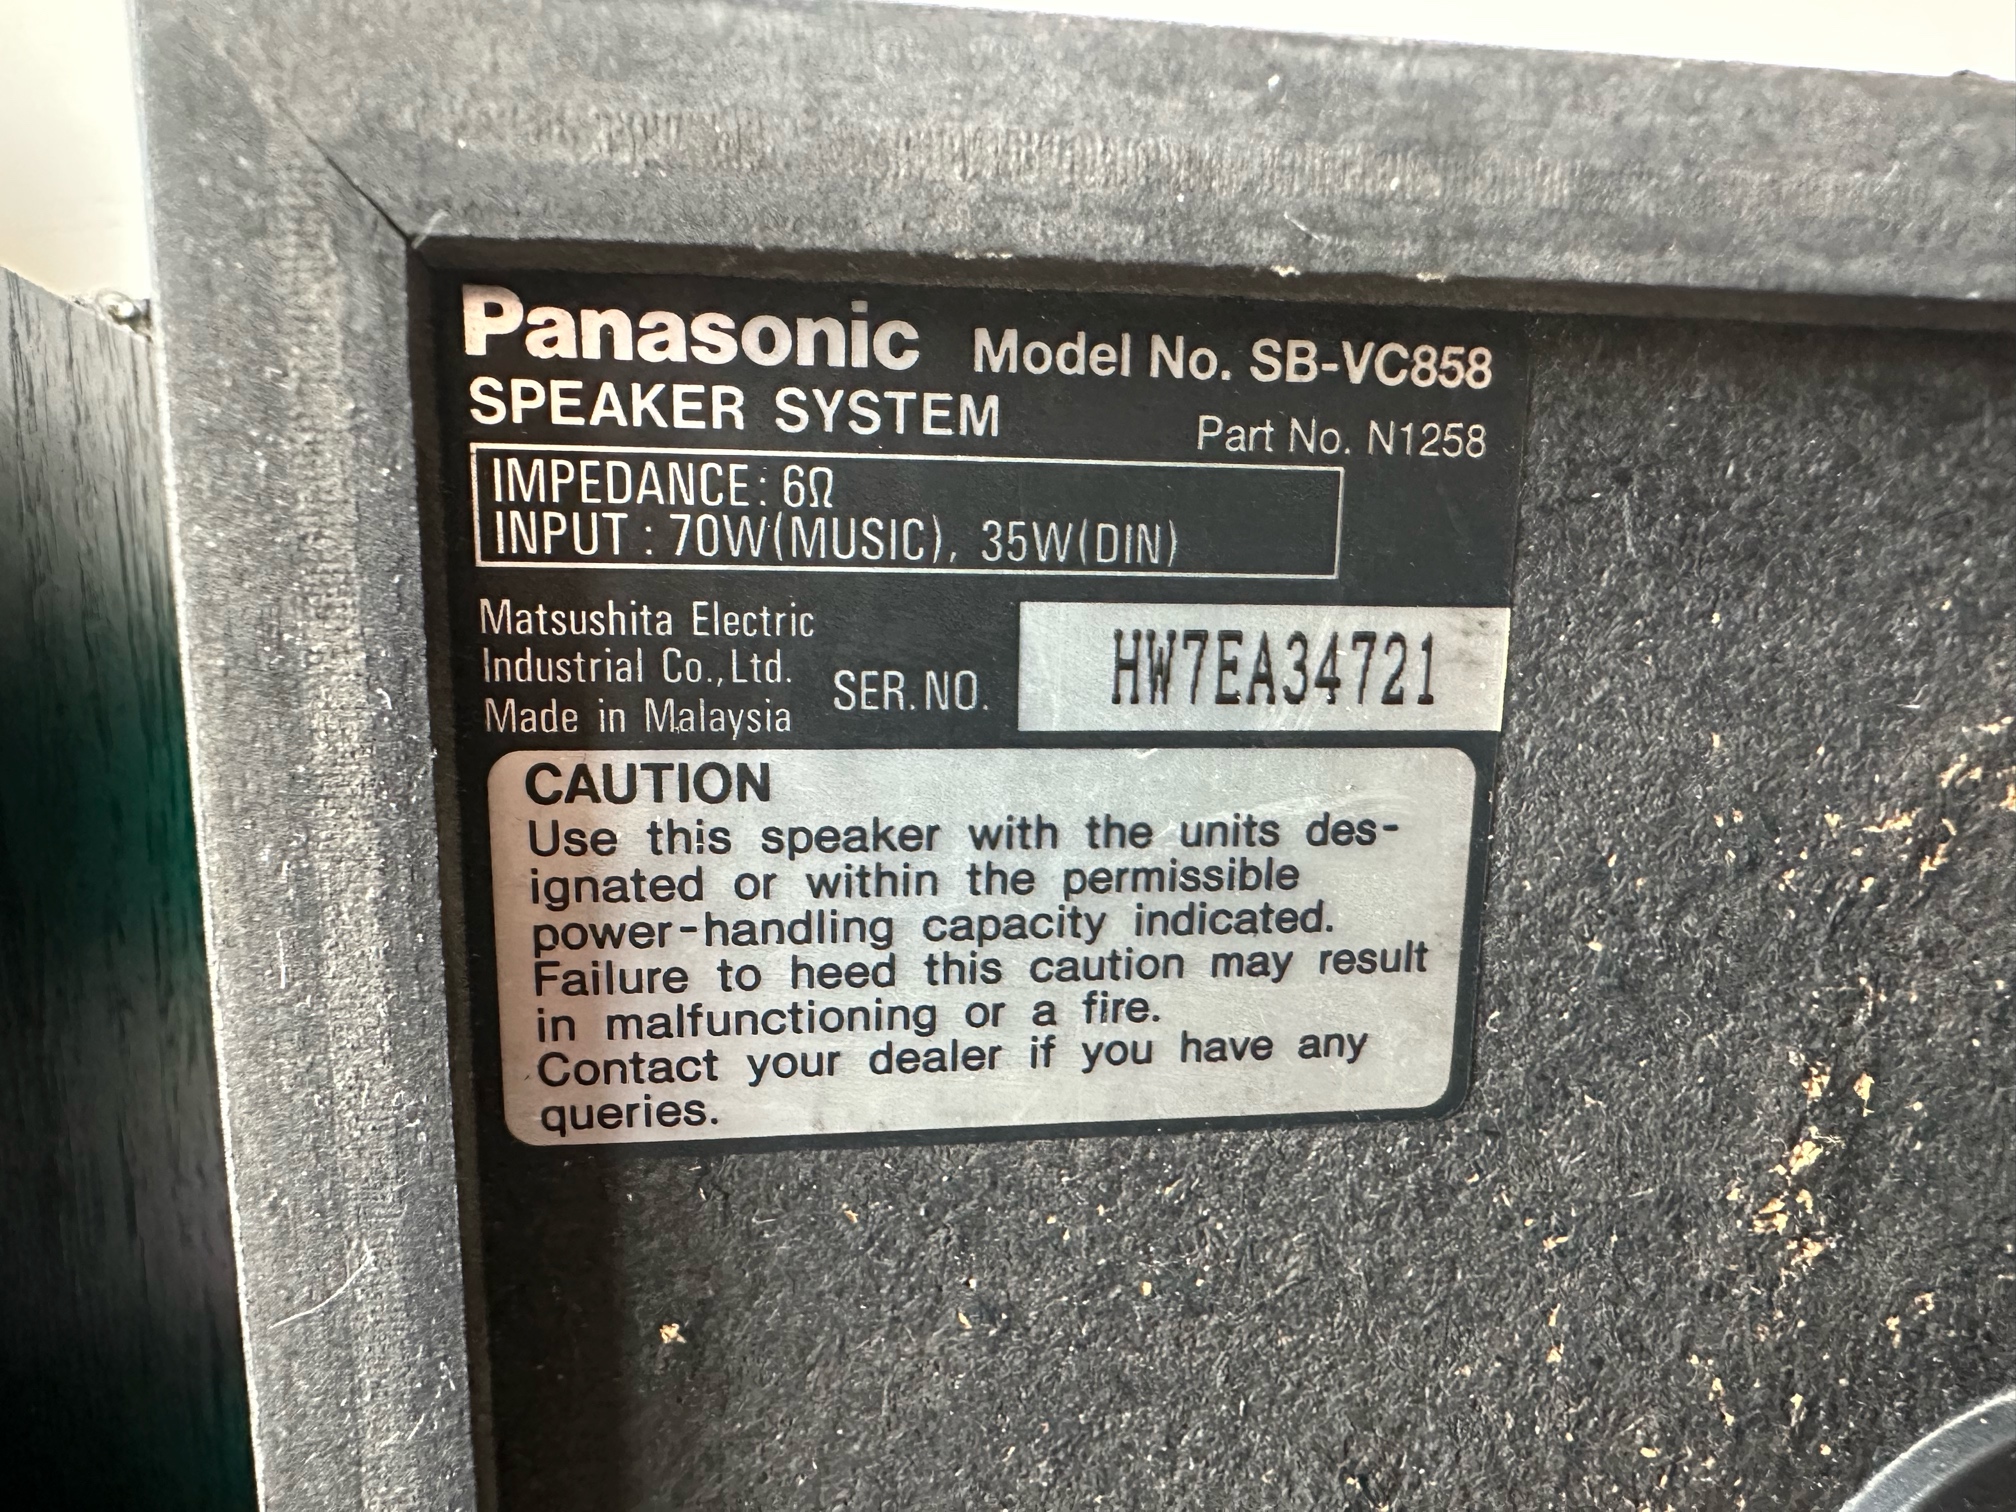 Panasonic Model No. SB-VC858
SPEAKER SYSTEM
Part No. N1258
IMPEDANCE: 6Ω
INPUT : 70W(MUSIC), 35W(DIN)
Matsushita Electric
Industrial Co.,Ltd.
Made in Malaysia
SER.NO. HW7EA34721
CAUTION
Use this speaker with the units des-
ignated or within the permissible
power-handling capacity indicated.
Failure to heed this caution may result
in malfunctioning or a fire.
Contact your dealer if you have any
queries.